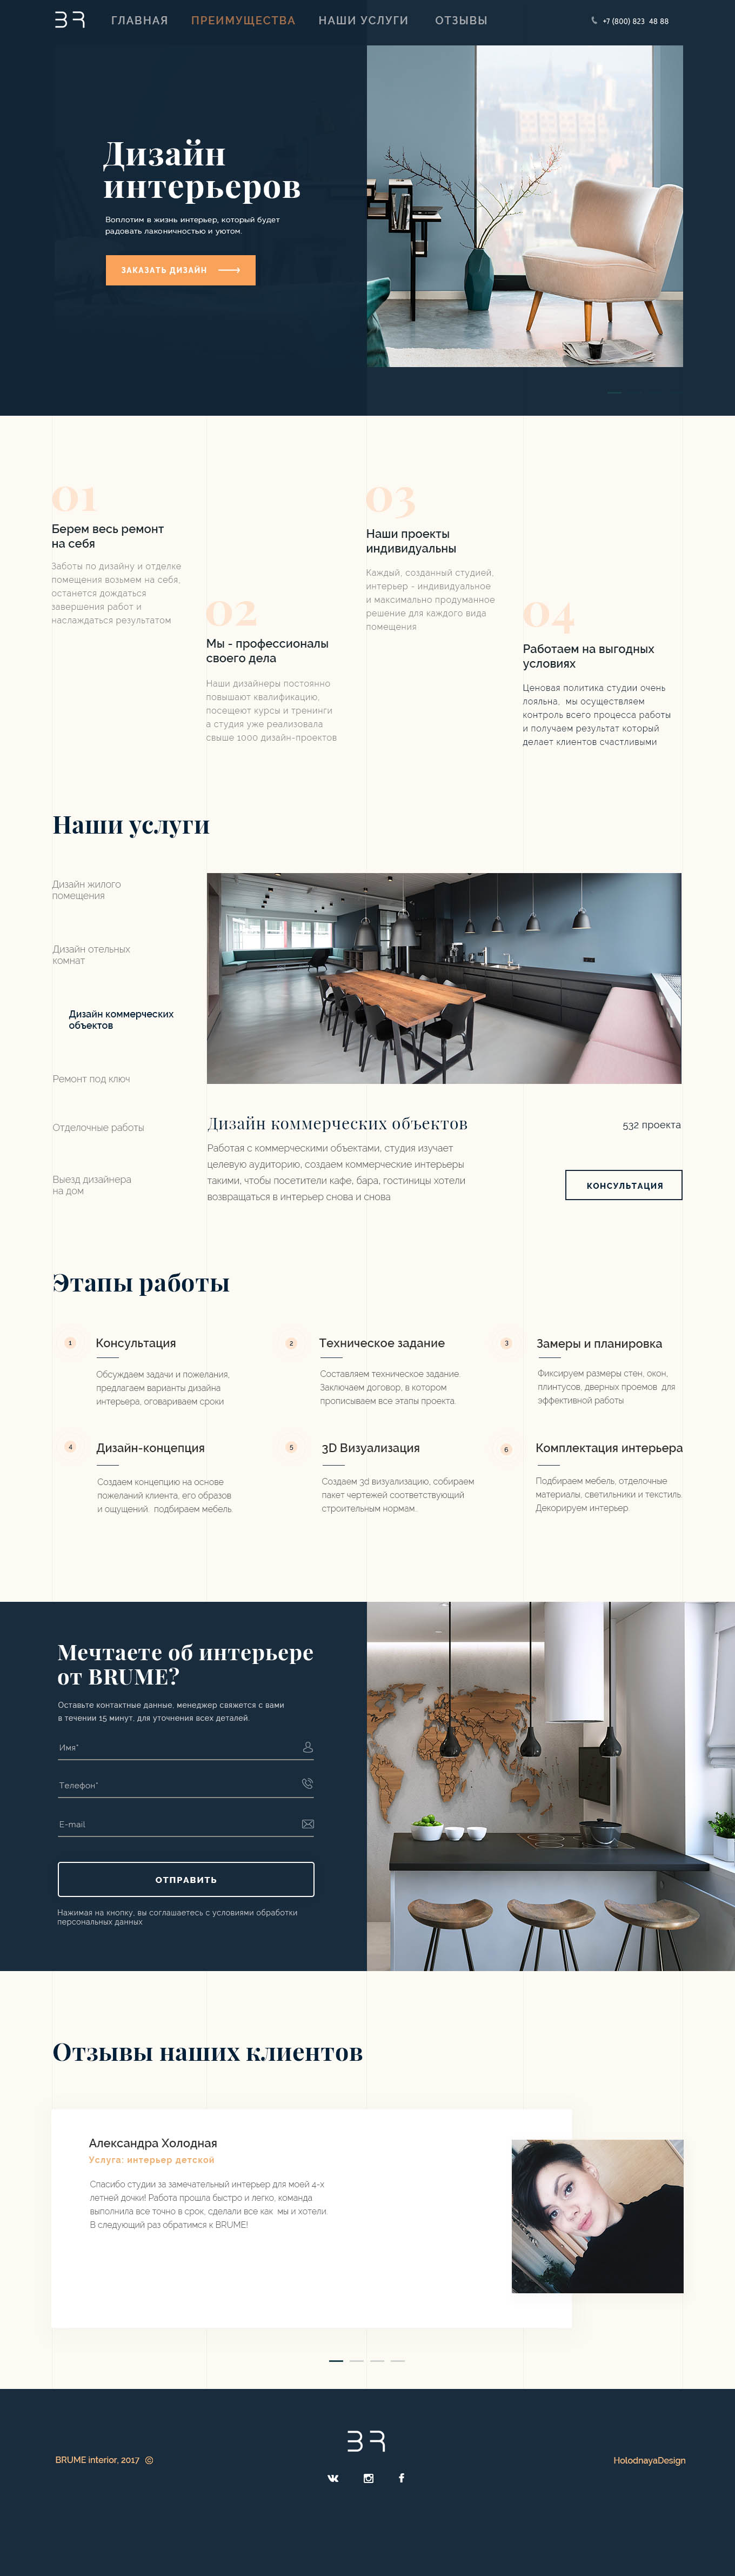 BR
ГЛАВНАЯ ПРЕИМУЩЕСТВА НАШИ УСЛУГИ ОТЗЫВЫ
+7 (800) 823 48 88
Дизайн
интерьеров
Воплотим в жизнь интерьер, который будет
радовать лаконичностью и уютом.
ЗАКАЗАТЬ ДИЗАЙН
01
Берем весь ремонт
на себя
Заботы по дизайну и отделке
помещения возьмем на себя,
останется дождаться
завершения работ и
наслаждаться результатом
02
Мы - профессионалы
своего дела
Наши дизайнеры постоянно
повышают квалификацию,
посещеют курсы и тренинги
а студия уже реализовала
свыше 1000 дизайн-проектов
03
Наши проекты
индивидуальны
Каждый, созданный студией,
интерьер - индивидуальное
и максимально продуманное
решение для каждого вида
помещения
04
Работаем на выгодных
условиях
Ценовая политика студии очень
лояльна, мы осуществляем
контроль всего процесса работы
и получаем результат который
делает клиентов счастливыми
Наши услуги
Дизайн жилого
помещения
Дизайн отельных
комнат
Дизайн коммерческих
объектов
Ремонт под ключ
Отделочные работы
Выезд дизайнера
на дом
Дизайн коммерческих объектов
532 проекта
Работая с коммерческими объектами, студия изучает
целевую аудиторию, создаем коммерческие интерьеры
такими, чтобы посетители кафе, бара, гостиницы хотели
возвращаться в интерьер снова и снова
КОНСУЛЬТАЦИЯ
Этапы работы
1
Консультация
Обсуждаем задачи и пожелания,
предлагаем варианты дизайна
интерьера, оговариваем сроки
2
Техническое задание
Составляем техническое задание.
Заключаем договор, в котором
прописываем все этапы проекта.
3
Замеры и планировка
Фиксируем размеры стен, окон,
плинтусов, дверных проемов для
эффективной работы
4
Дизайн-концепция
Создаем концепцию на основе
пожеланий клиента, его образов
и ощущений. подбираем мебель
5
3D Визуализация
Создаем 3d визуализацию, собираем
пакет чертежей соответствующий
строительным нормам.
6
Комплектация интерьера
Подбираем мебель, отделочные
материалы, светильники и текстиль.
Декорируем интерьер.
Мечтаете об интерьере
от BRUME?
Оставьте контактные данные, менеджер свяжется с вами
в течении 15 минут, для уточнения всех деталей.
Имя*
Телефон*
E-mail
ОТПРАВИТЬ
Нажимая на кнопку, вы соглашаетесь с условиями обработки
персональных данных
Отзывы наших клиентов
Александра Холодная
Услуга: интерьер детской
Спасибо студии за замечательный интерьер для моей 4-х
летней дочки! Работа прошла быстро и легко, команда
выполнила все точно в срок, сделали все как мы и хотели.
В следующий раз обратимся к BRUME!
BR
BRUME interior, 2017 ©
HolodnayaDesign